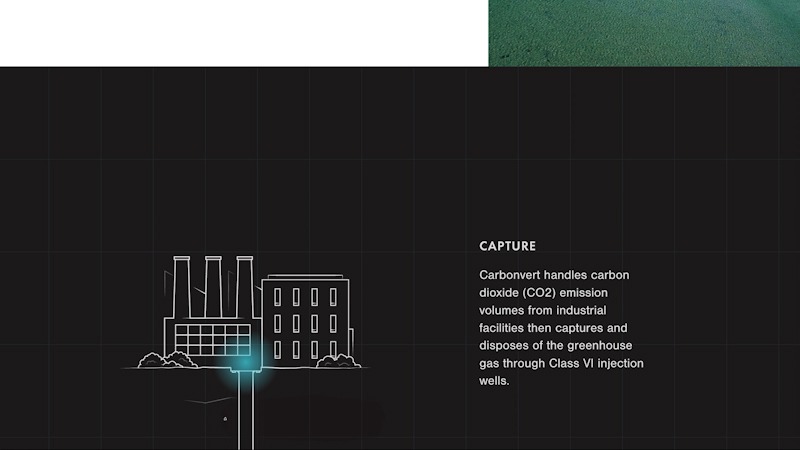 CAPTURE
Carbonvert handles carbon
dioxide (CO2) emission
volumes from industrial
facilities then captures and
disposes of the greenhouse
gas through Class VI injection
wells.